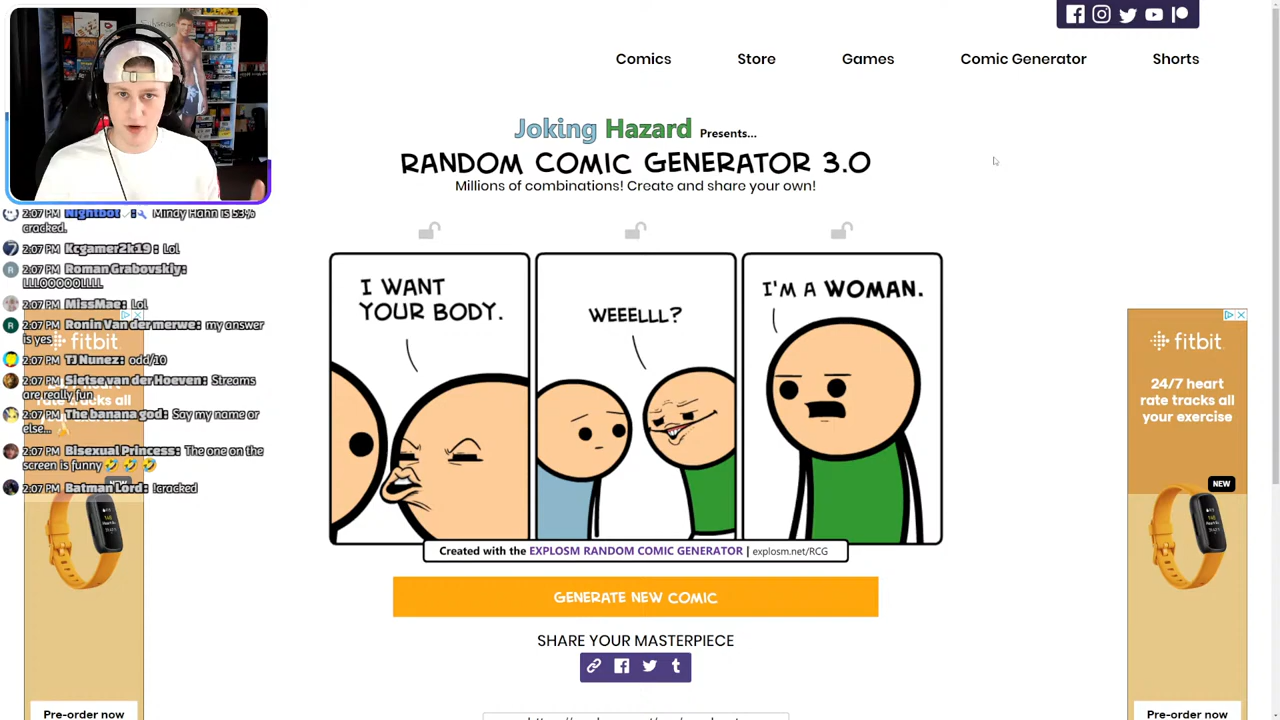 Comics
Store
Games
Comic Generator
Shorts
Joking Hazard Presents...
RANDOM COMIC GENERATOR 3.0
Millions of combinations! Create and share your own!
I WANT
YOUR BODY.
WEEELLL?
I'M A WOMAN.
Created with the EXPLOSM RANDOM COMIC GENERATOR | explosm.net/RCG
GENERATE NEW COMIC
SHARE YOUR MASTERPIECE
2:07 PM Nightbot: Mindy Hahn is 53%
cracked.
2:07 PM Kcgamer2k19: Lol
2:07 PM Roman Grabovskiy:
LLLOOOOOLLLL
2:07 PM MissMae: Lol
2:07 PM Ronin Van der merwe: my answer
is yes
2:07 PM TJ Nunez: odd/10
2:07 PM Sietse van der Hoeven: Streams
are really fun
2:07 PM The banana god: Say my name or
else...
2:07 PM Bisexual Princess: The one on the
screen is funny 🤣 🤣 🤣
2:07 PM Batman Lord: !cracked
fitbit
rate tracks all
NEW
Pre-order now
fitbit
24/7 heart
rate tracks all
your exercise
NEW
Pre-order now